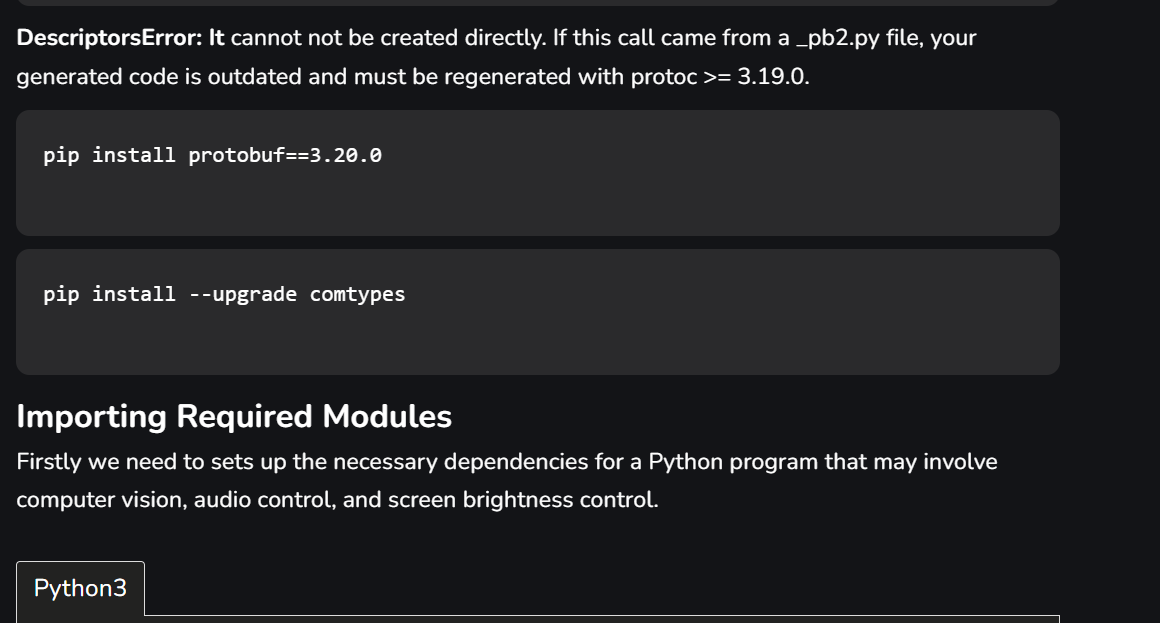 DescriptorsError: It cannot not be created directly. If this call came from a _pb2.py file, your
generated code is outdated and must be regenerated with protoc >= 3.19.0.
pip install protobuf==3.20.0
pip install --upgrade comtypes
Importing Required Modules
Firstly we need to sets up the necessary dependencies for a Python program that may involve
computer vision, audio control, and screen brightness control.
Python3